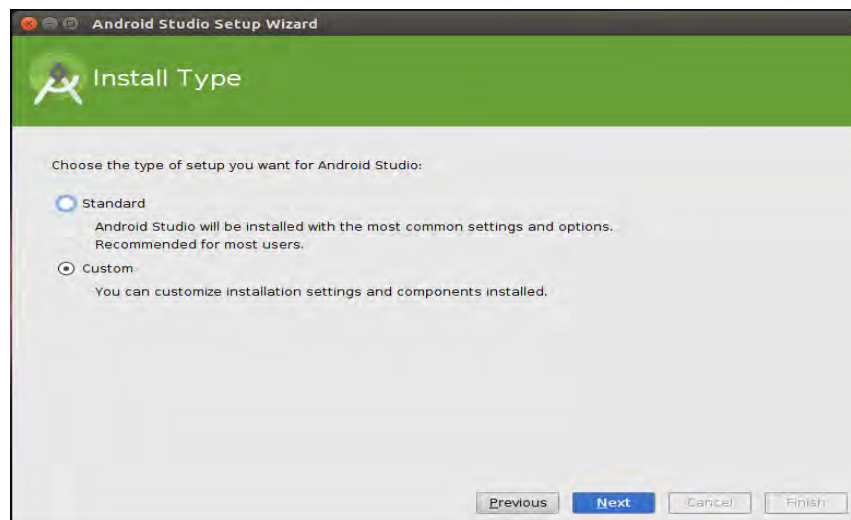 Android Studio Setup Wizard
Install Type
Choose the type of setup you want for Android Studio:
Standard
Android Studio will be installed with the most common settings and options.
Recommended for most users.
Custom
You can customize installation settings and components installed.
Previous Next Cancel Finish